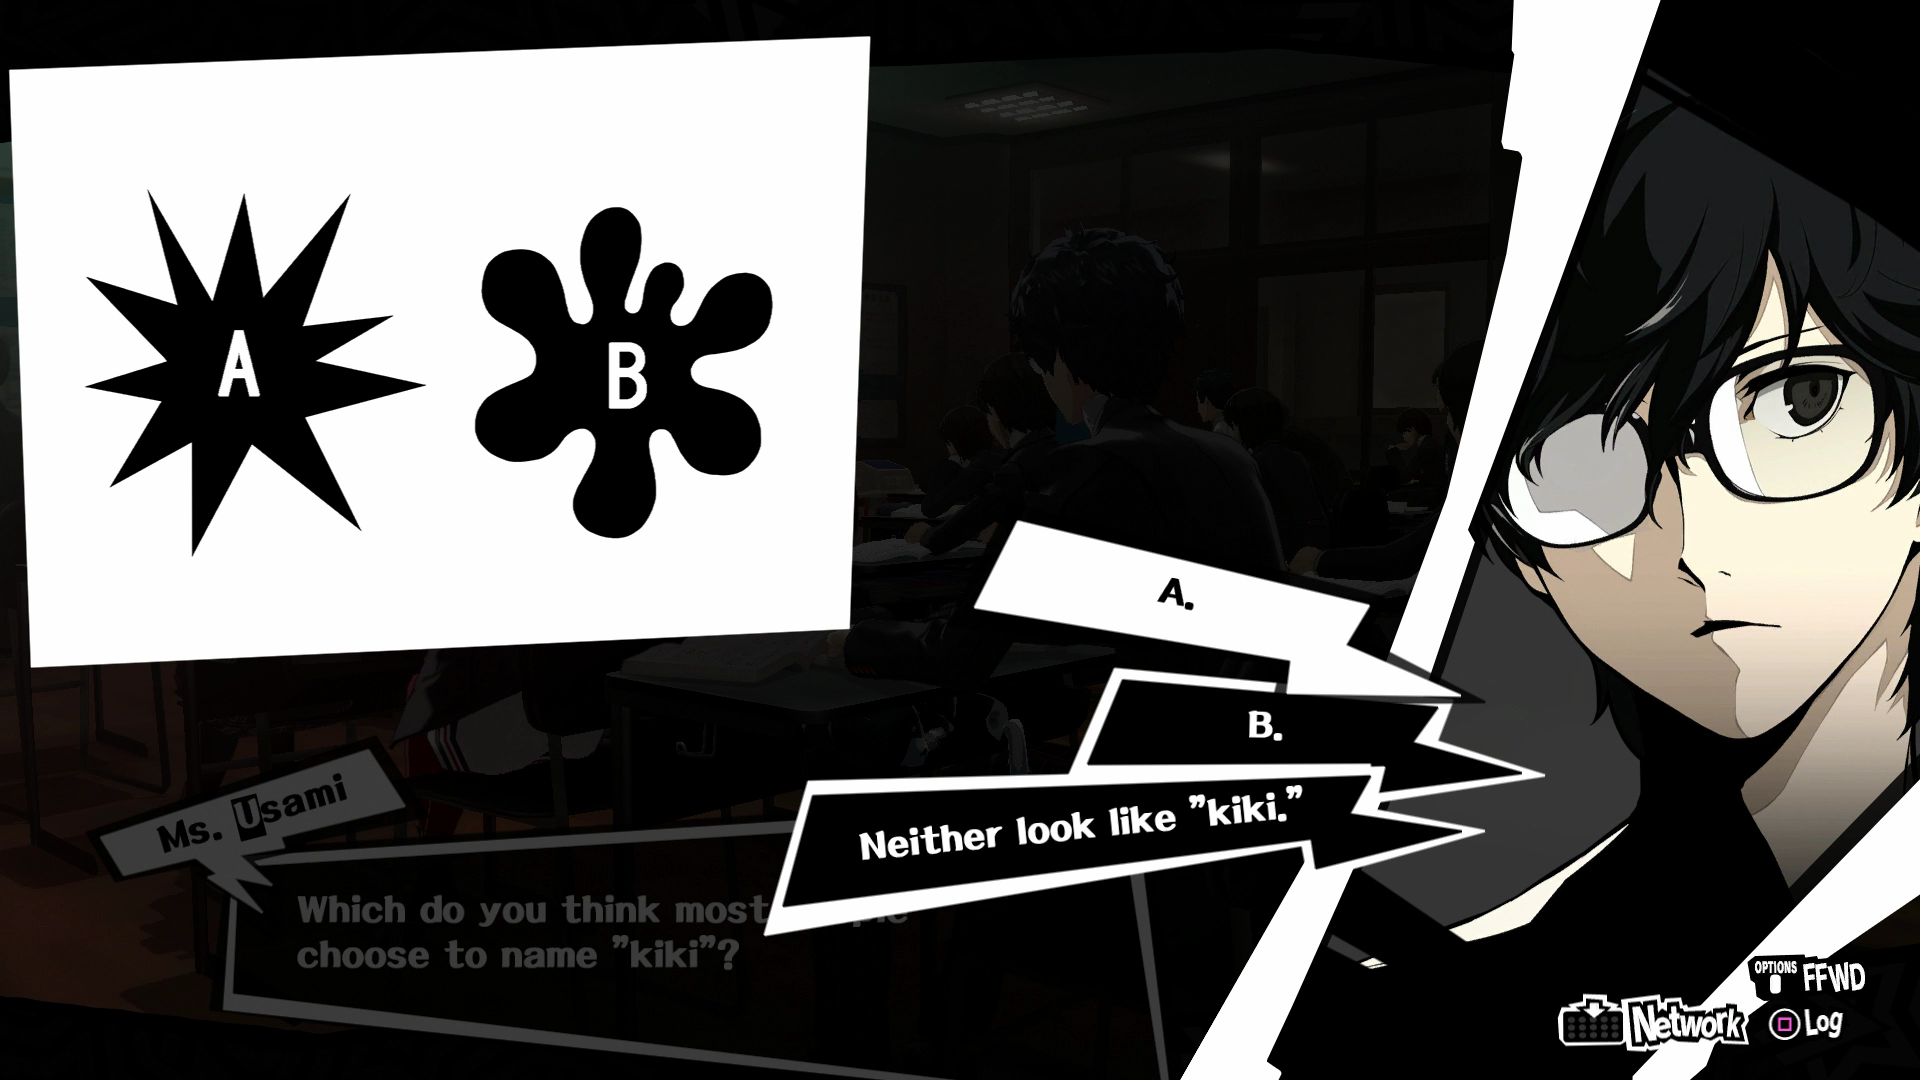 A
B
A.
B.
Neither look like "kiki."
Ms. Usami
Which do you think most
choose to name "kiki"?
OPTIONS FFWD
Network
Log